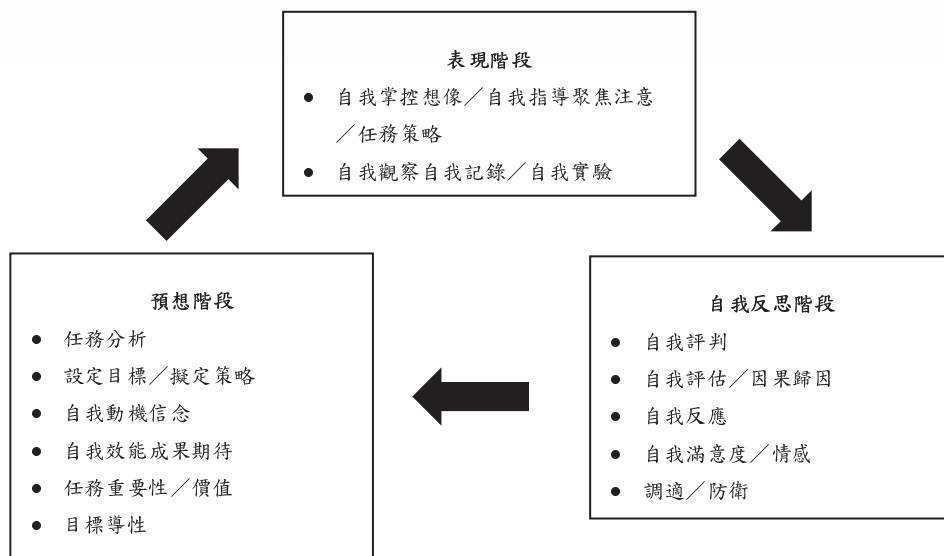 表現階段
● 自我掌控想像／自我指導聚焦注意
／任務策略
● 自我觀察自我記錄／自我實驗
預想階段
● 任務分析
● 設定目標／擬定策略
● 自我動機信念
● 自我效能成果期待
● 任務重要性／價值
● 目標導性
自我反思階段
● 自我評判
● 自我評估／因果歸因
● 自我反應
● 自我滿意度／情感
● 調適／防衛